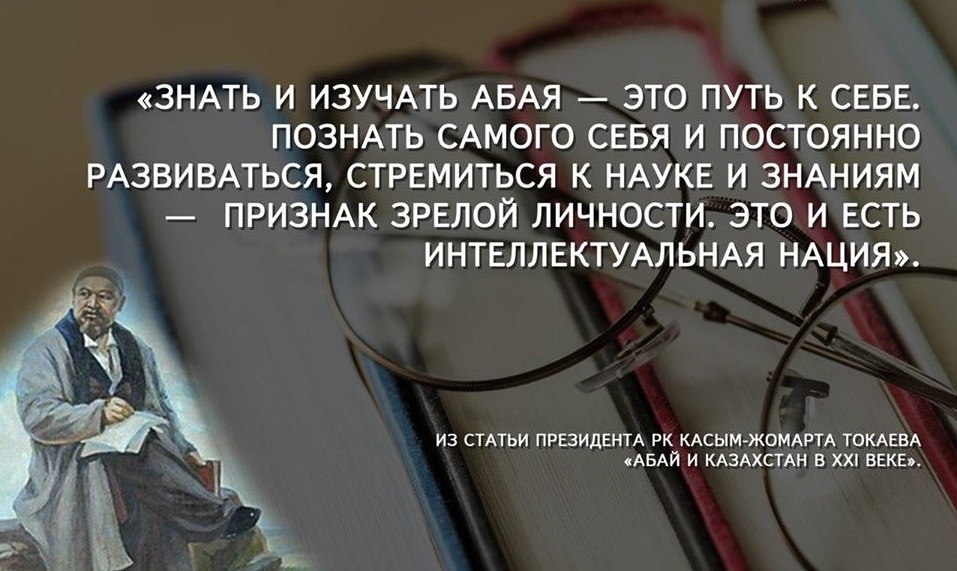 «ЗНАТЬ И ИЗУЧАТЬ АБАЯ — ЭТО ПУТЬ К СЕБЕ.
ПОЗНАТЬ САМОГО СЕБЯ И ПОСТОЯННО
РАЗВИВАТЬСЯ, СТРЕМИТЬСЯ К НАУКЕ И ЗНАНИЯМ
— ПРИЗНАК ЗРЕЛОЙ ЛИЧНОСТИ. ЭТО И ЕСТЬ
ИНТЕЛЛЕКТУАЛЬНАЯ НАЦИЯ».
ИЗ СТАТЬИ ПРЕЗИДЕНТА РК КАСЫМ-ЖОМАРТА ТОКАЕВА
«АБАЙ И КАЗАХСТАН В XXI ВЕКЕ».